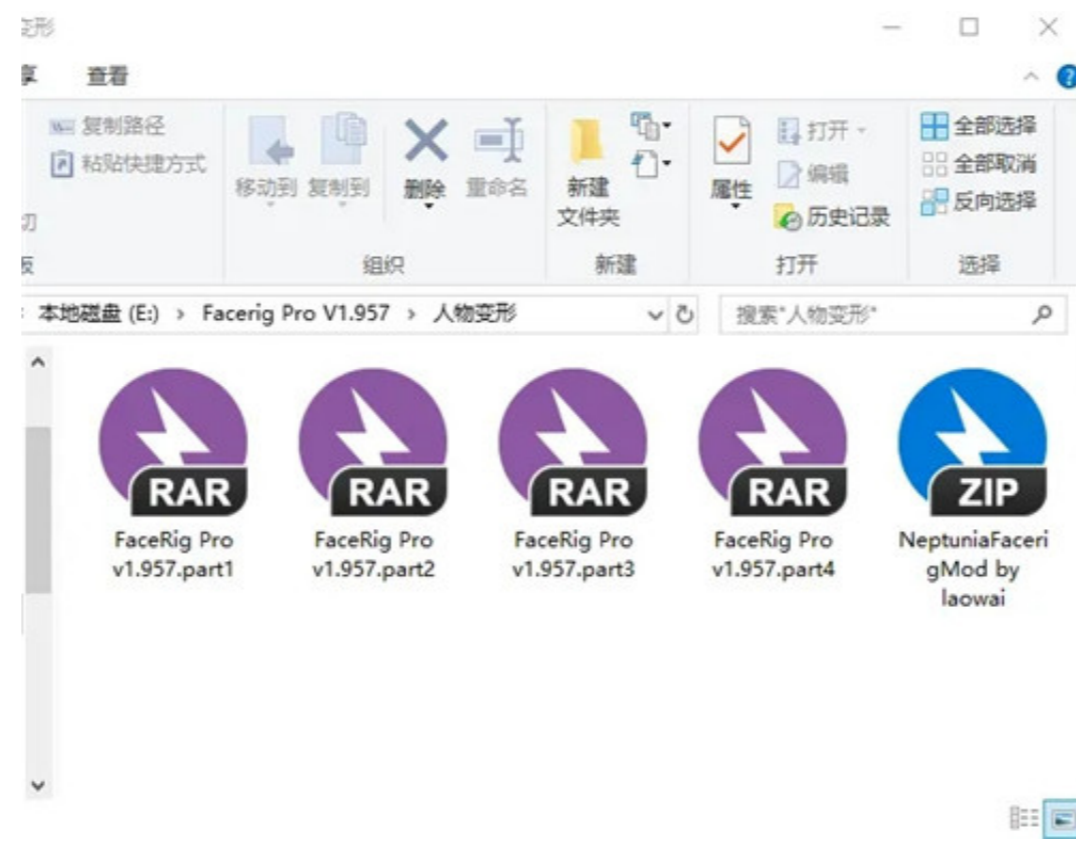 变形
享 查看
复制路径
粘贴快捷方式
切
板
移动到 复制到 删除 重命名
组织
新建
文件夹
新建
属性
打开
编辑
历史记录
打开
全部选择
全部取消
反向选择
选择
本地磁盘 (E:) › Facerig Pro V1.957 › 人物变形
搜索"人物变形"
RAR
FaceRig Pro
v1.957.part1
RAR
FaceRig Pro
v1.957.part2
RAR
FaceRig Pro
v1.957.part3
RAR
FaceRig Pro
v1.957.part4
ZIP
NeptuniaFaceri
gMod by
laowai